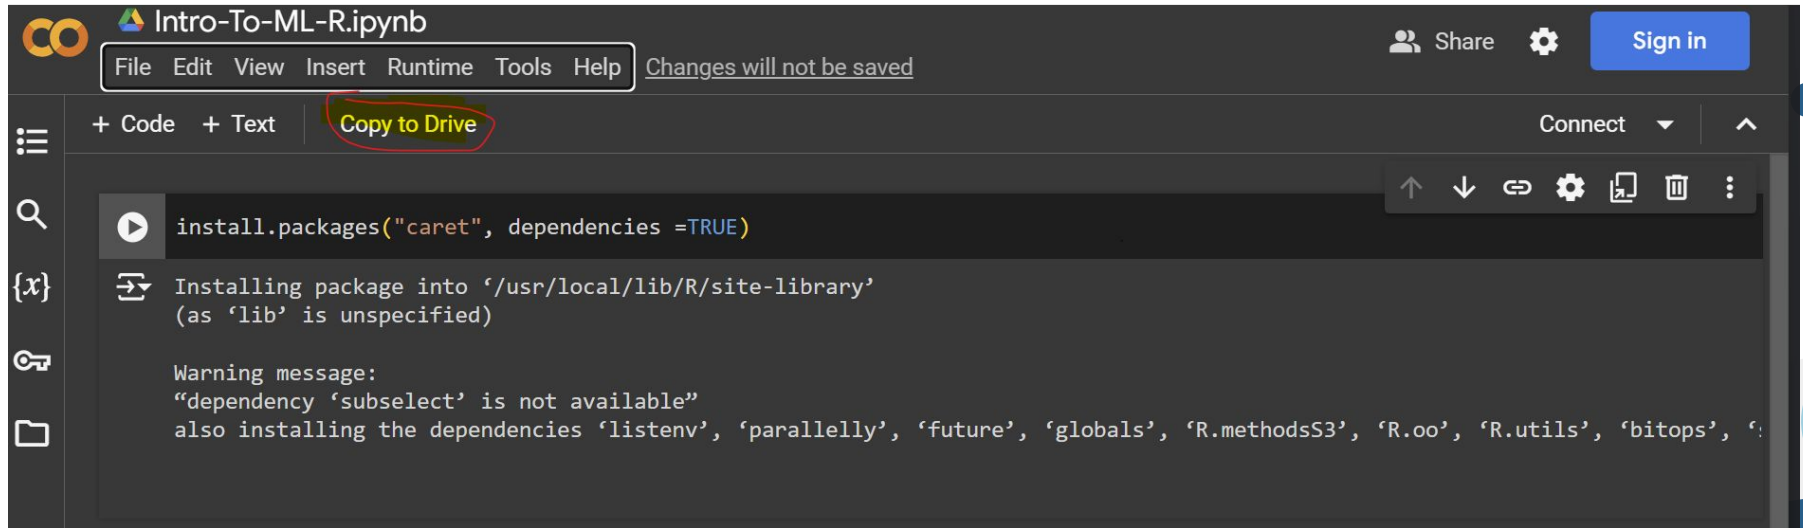 Intro-To-ML-R.ipynb
File Edit View Insert Runtime Tools Help Changes will not be saved
Share
Sign in
+ Code + Text Copy to Drive
Connect
{x}
install.packages("caret", dependencies =TRUE)
Installing package into ‘/usr/local/lib/R/site-library’
(as ‘lib’ is unspecified)
Warning message:
“dependency ‘subselect’ is not available”
also installing the dependencies ‘listenv’, ‘parallelly’, ‘future’, ‘globals’, ‘R.methodsS3’, ‘R.oo’, ‘R.utils’, ‘bitops’,